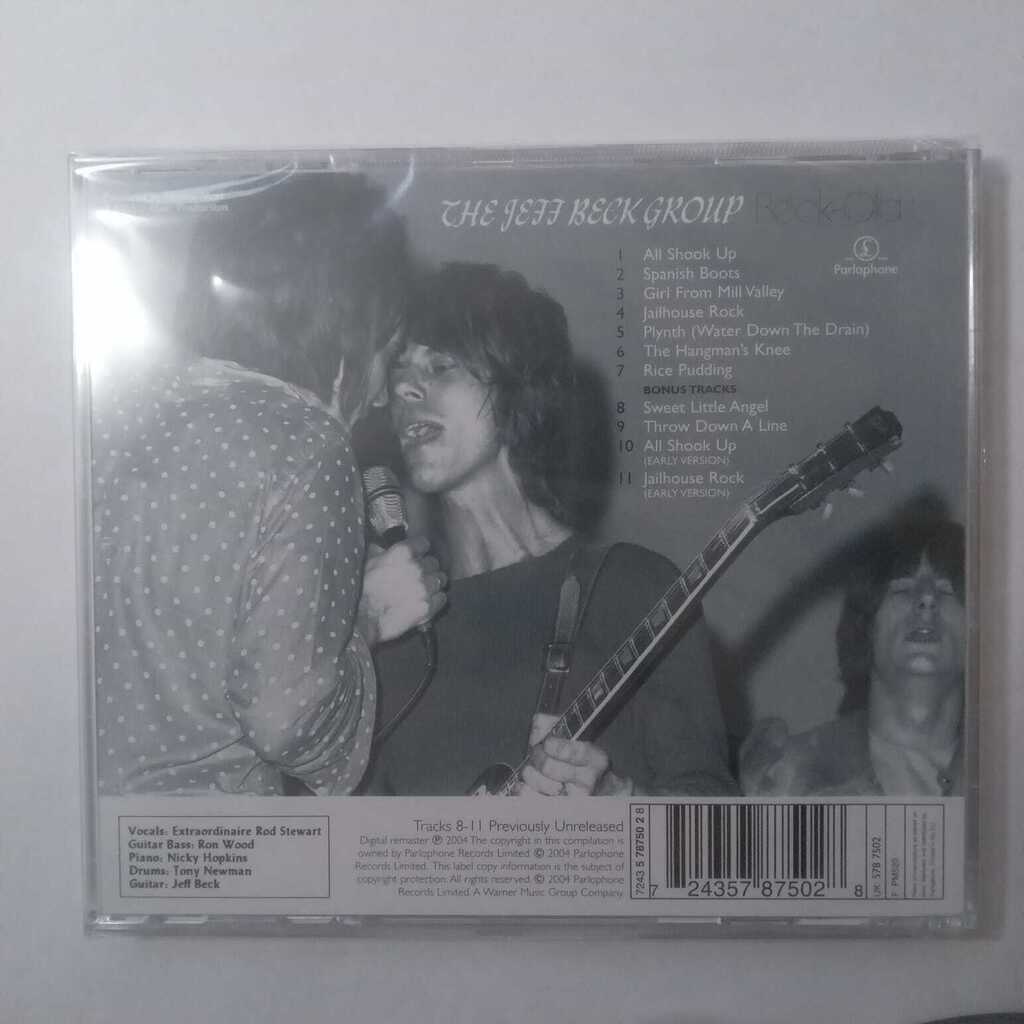 THE JEFF BECK GROUP Beck-Ola
Parlophone
1 All Shook Up
2 Spanish Boots
3 Girl From Mill Valley
4 Jailhouse Rock
5 Plynth (Water Down The Drain)
6 The Hangman's Knee
7 Rice Pudding
BONUS TRACKS
8 Sweet Little Angel
9 Throw Down A Line
10 All Shook Up
(EARLY VERSION)
11 Jailhouse Rock
(EARLY VERSION)
Vocals: Extraordinaire Rod Stewart
Guitar Bass: Ron Wood
Piano: Nicky Hopkins
Drums: Tony Newman
Guitar: Jeff Beck
Tracks 8-11 Previously Unreleased
Digital remaster ℗ 2004 The copyright in this compilation is
owned by Parlophone Records Limited. © 2004 Parlophone
Records Limited. This label copy information is the subject of
copyright protection. All rights reserved. © 2004 Parlophone
Records Limited. A Warner Music Group Company.
7243 5 78750 2 8
7 24357 87502 8
UK: 578 7502
F: PM520